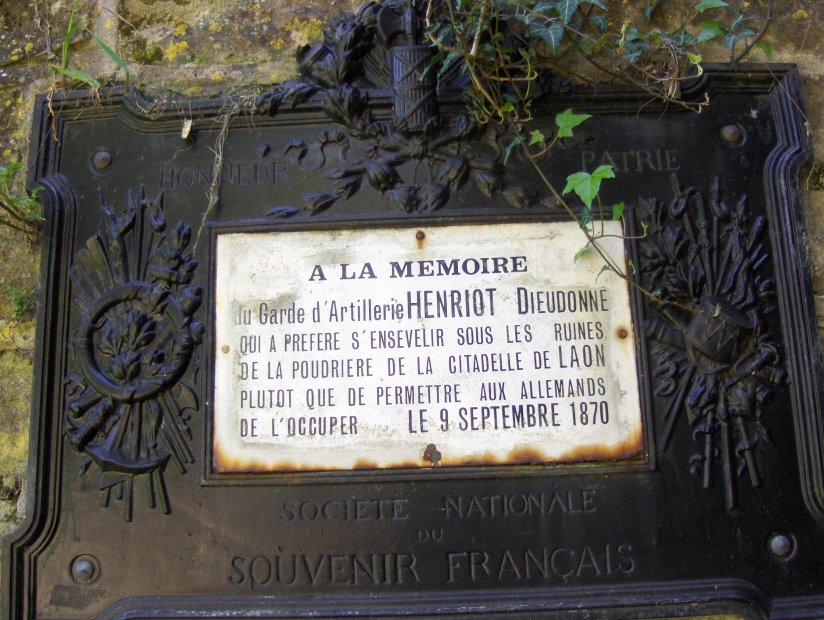 HONNEUR PATRIE
A LA MEMOIRE
du Garde d'Artillerie HENRIOT DIEUDONNE
QUI A PREFERE S'ENSEVELIR SOUS LES RUINES
DE LA POUDRIERE DE LA CITADELLE DE LAON
PLUTOT QUE DE PERMETTRE AUX ALLEMANDS
DE L'OCCUPER LE 9 SEPTEMBRE 1870
SOCIETE NATIONALE
DU
SOUVENIR FRANÇAIS